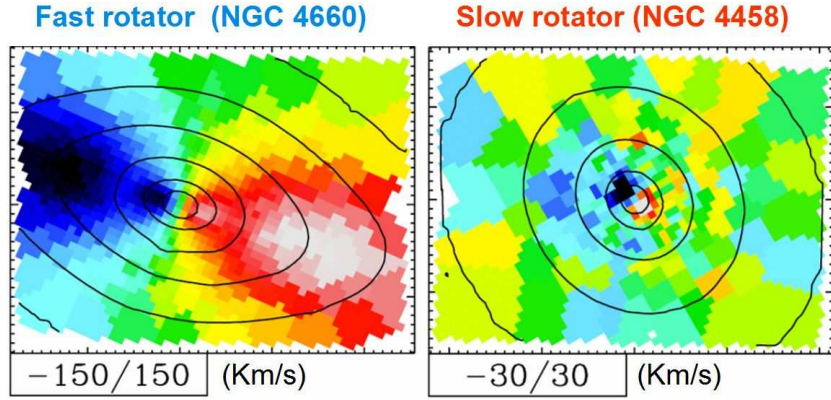 Fast rotator (NGC 4660)
Slow rotator (NGC 4458)
−150/150 (Km/s)
−30/30 (Km/s)